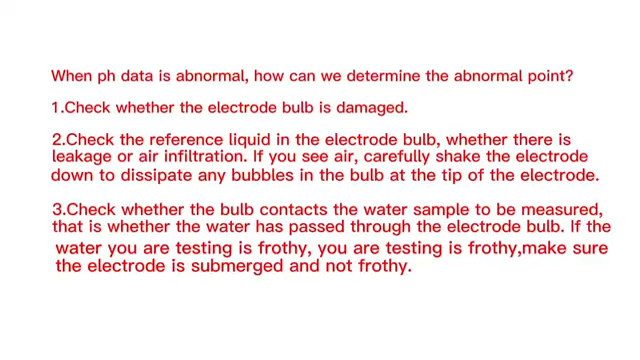 When ph data is abnormal, how can we determine the abnormal point?
1.Check whether the electrode bulb is damaged.
2.Check the reference liquid in the electrode bulb, whether there is
leakage or air infiltration. If you see air, carefully shake the electrode
down to dissipate any bubbles in the bulb at the tip of the electrode.
3.Check whether the bulb contacts the water sample to be measured,
that is whether the water has passed through the electrode bulb. If the
water you are testing is frothy, you are testing is frothy,make sure
the electrode is submerged and not frothy.